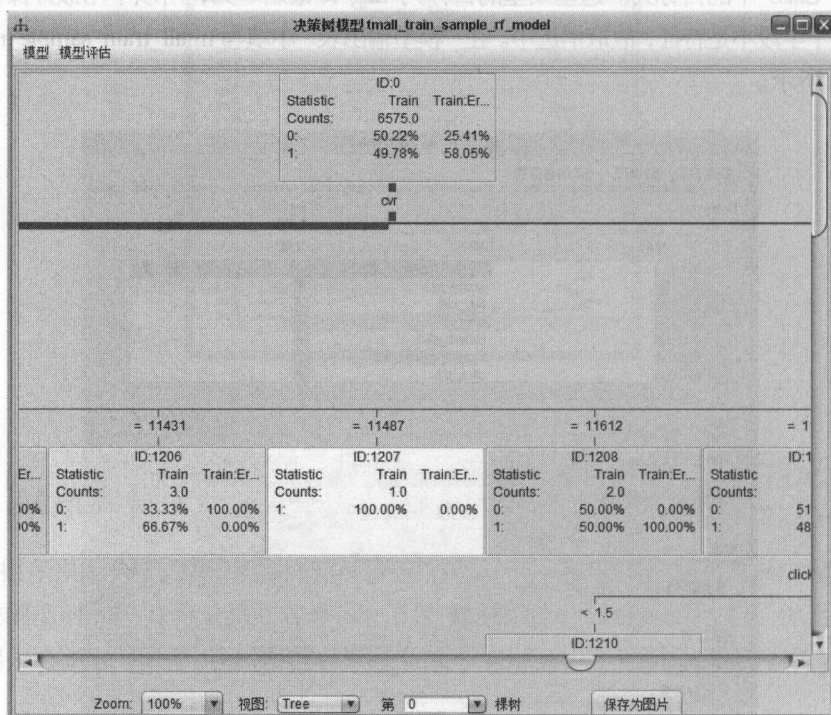 决策树模型 tmall_train_sample_rf_model
模型 模型评估
ID:0
Statistic Train Train:Er...
Counts: 6575.0
0: 50.22% 25.41%
1: 49.78% 58.05%
cvr
= 11431 = 11487 = 11612
ID:1206 ID:1207 ID:1208
Er... Statistic Train Train:Er... Statistic Train Train:Er... Statistic Train Train:Er... Statistic
Counts: 3.0 Counts: 1.0 Counts: 2.0 Counts:
0: 33.33% 100.00% 1: 100.00% 0.00% 0: 50.00% 0.00% 0: 51
1: 66.67% 0.00% 1: 50.00% 100.00% 1: 48
click
< 1.5
ID:1210
Zoom: 100% 视图: Tree 第 0 棵树 保存为图片